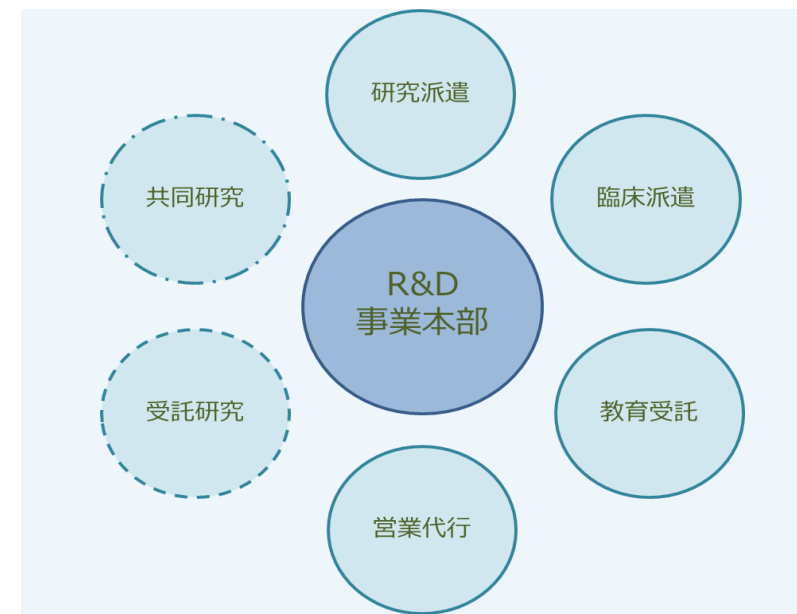 研究派遣
共同研究
臨床派遣
R&D
事業本部
受託研究
教育受託
営業代行